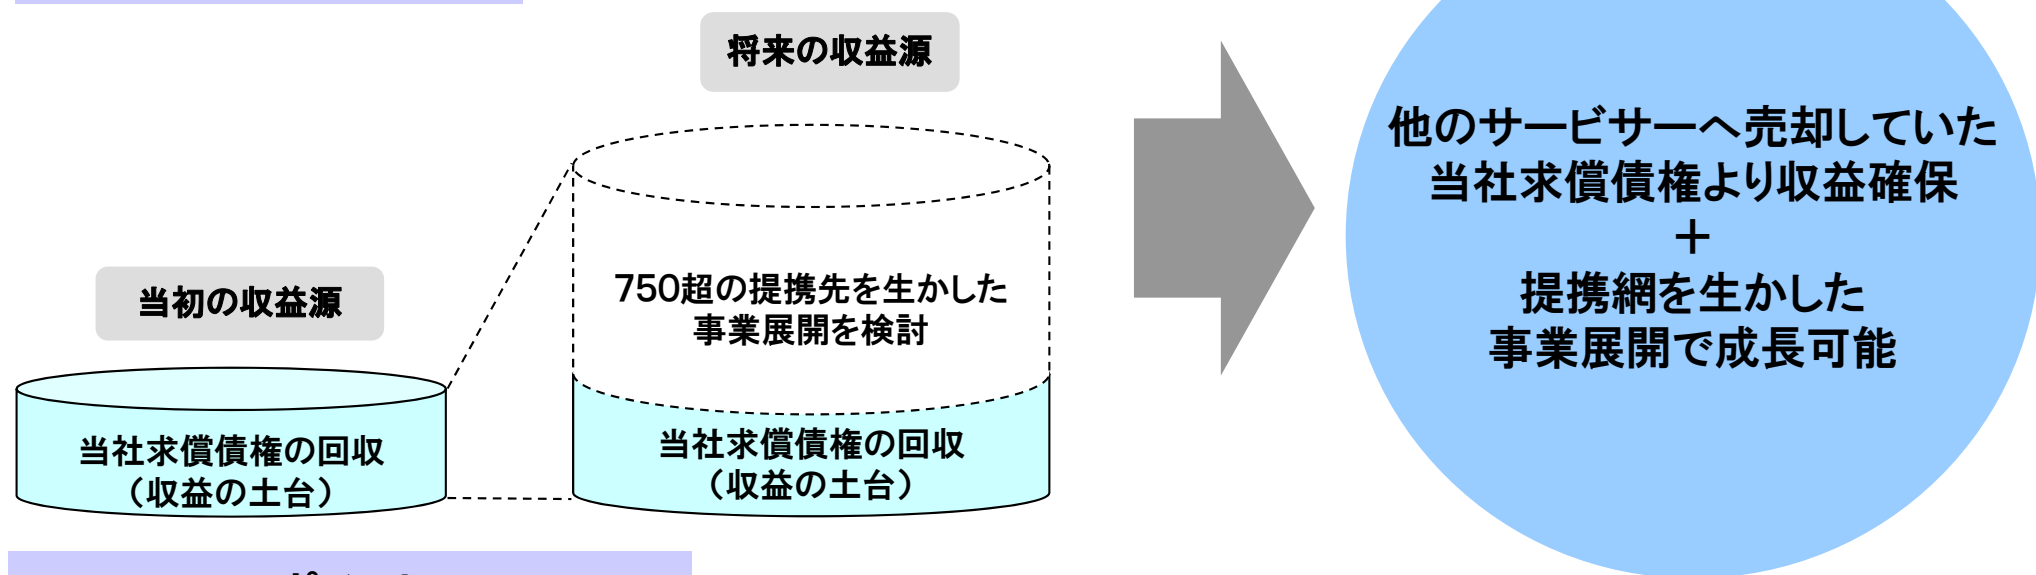 将来の収益源
750超の提携先を生かした
事業展開を検討
当社求償債権の回収
（収益の土台）
当初の収益源
当社求償債権の回収
（収益の土台）
他のサービサーへ売却していた
当社求償債権より収益確保
＋
提携網を生かした
事業展開で成長可能